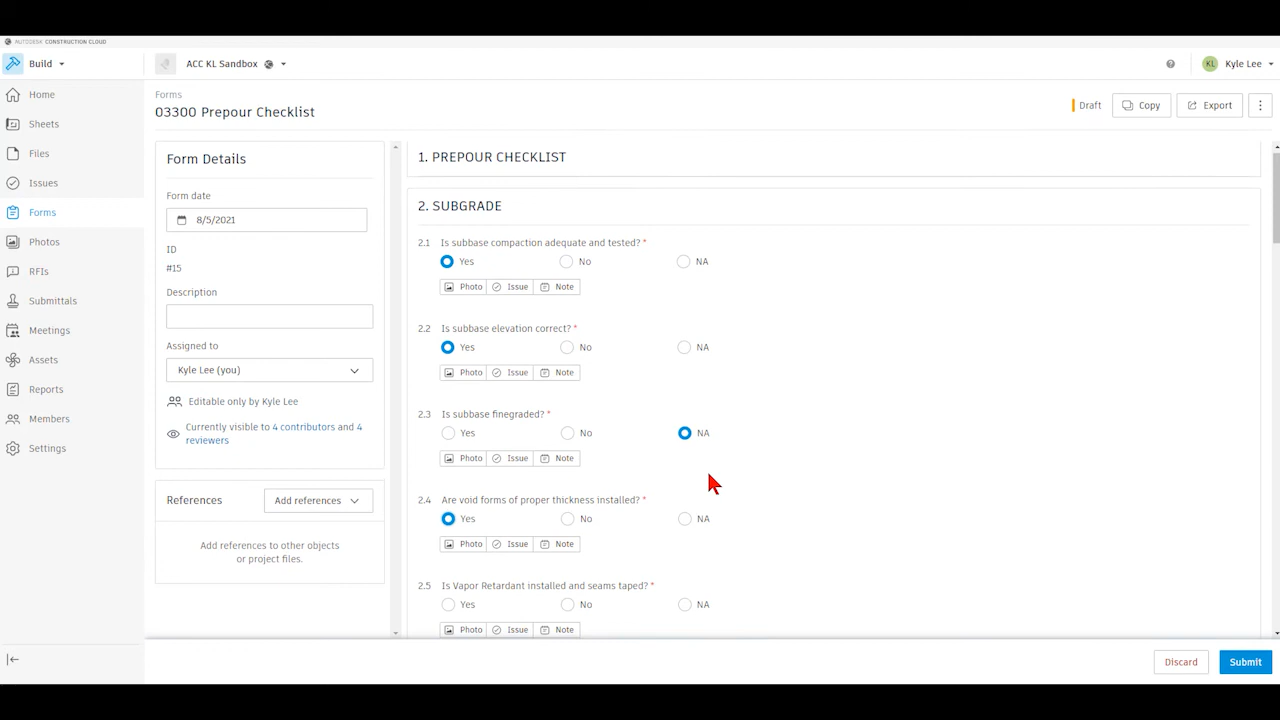 AUTODESK CONSTRUCTION CLOUD
Build
ACC KL Sandbox
KL Kyle Lee
Home
Sheets
Files
Issues
Forms
Photos
RFIs
Submittals
Meetings
Assets
Reports
Members
Settings
Forms
03300 Prepour Checklist
Draft
Copy
Export
Form Details
Form date
8/5/2021
ID
#15
Description
Assigned to
Kyle Lee (you)
Editable only by Kyle Lee
Currently visible to 4 contributors and 4
reviewers
References
Add references
Add references to other objects
or project files.
1. PREPOUR CHECKLIST
2. SUBGRADE
2.1 Is subbase compaction adequate and tested? *
Yes No NA
Photo Issue Note
2.2 Is subbase elevation correct? *
Yes No NA
Photo Issue Note
2.3 Is subbase finegraded? *
Yes No NA
Photo Issue Note
2.4 Are void forms of proper thickness installed? *
Yes No NA
Photo Issue Note
2.5 Is Vapor Retardant installed and seams taped? *
Yes No NA
Photo Issue Note
Discard
Submit